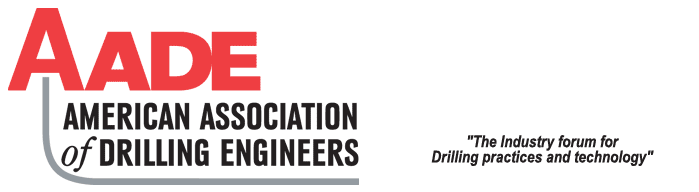 AADE
AMERICAN ASSOCIATION
of DRILLING ENGINEERS
"The Industry forum for
Drilling practices and technology"